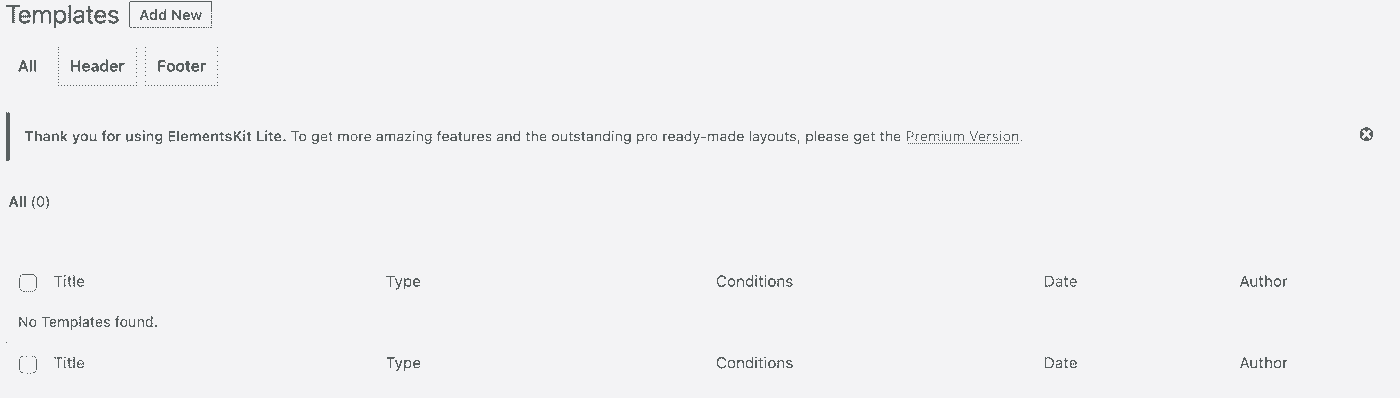 Templates Add New
All Header Footer
Thank you for using ElementsKit Lite. To get more amazing features and the outstanding pro ready-made layouts, please get the Premium Version.
All (0)
Title Type Conditions Date Author
No Templates found.
Title Type Conditions Date Author